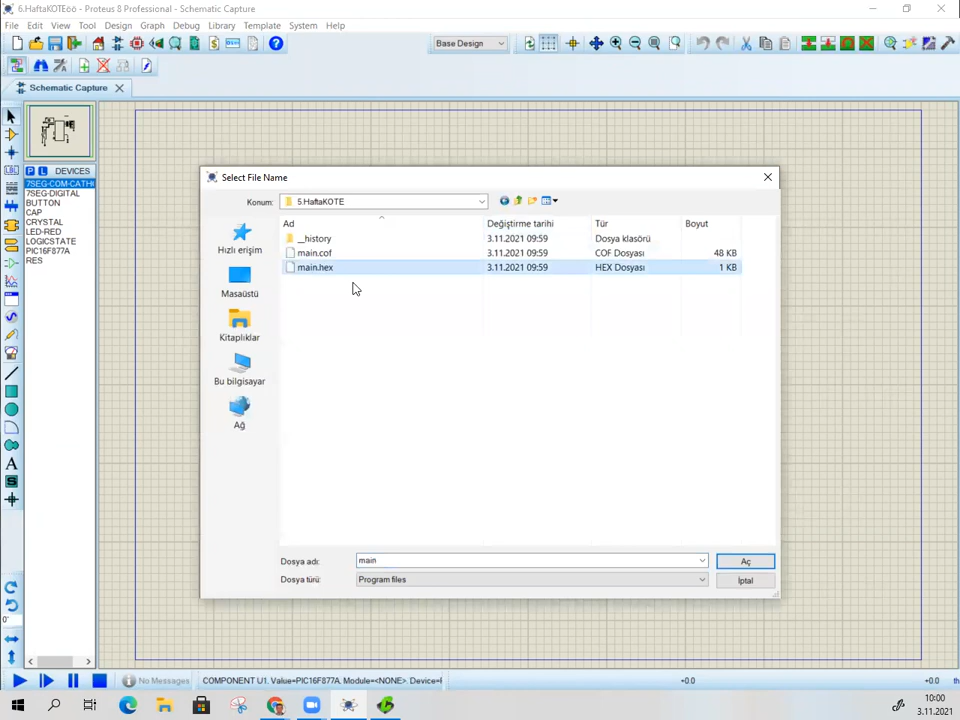 6.HaftaKOTEöö - Proteus 8 Professional - Schematic Capture
File Edit View Tool Design Graph Debug Library Template System Help
Base Design
Schematic Capture
P L DEVICES
7SEG-COM-CATH
7SEG-DIGITAL
BUTTON
CAP
CRYSTAL
LED-RED
LOGICSTATE
PIC16F877A
RES
Select File Name
Konum: 5.HaftaKOTE
Ad Değiştirme tarihi Tür Boyut
__history 3.11.2021 09:59 Dosya klasörü
main.cof 3.11.2021 09:59 COF Dosyası 48 KB
main.hex 3.11.2021 09:59 HEX Dosyası 1 KB
Hızlı erişim
Masaüstü
Kitaplıklar
Bu bilgisayar
Ağ
Dosya adı: main Aç
Dosya türü: Program files İptal
LBL
A
S
0°
No Messages COMPONENT U1, Value=PIC16F877A, Module=<NONE>, Device=F +0.0 +0.0 th
10:00
3.11.2021